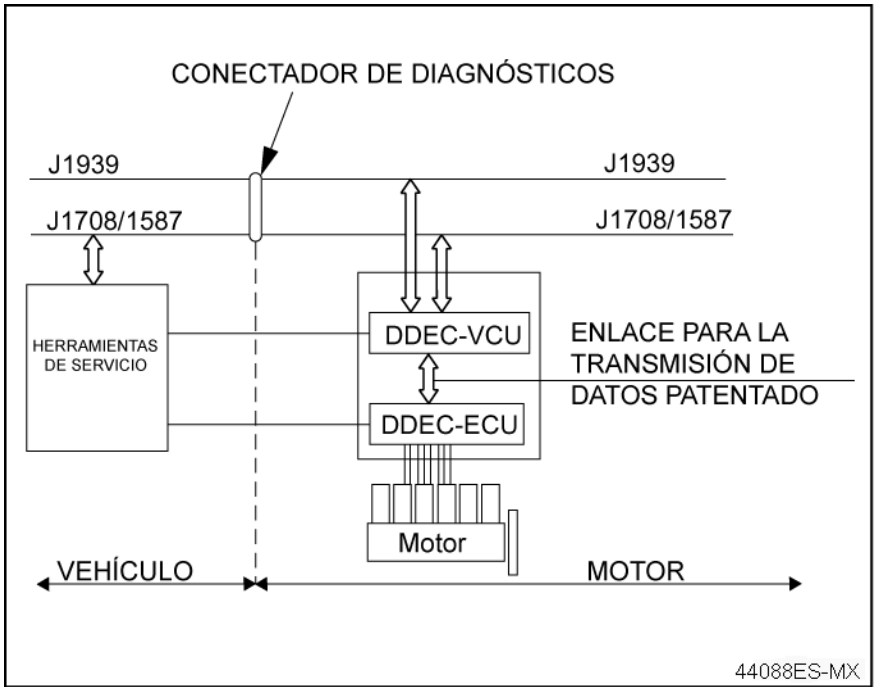 CONECTADOR DE DIAGNÓSTICOS
J1939
J1939
J1708/1587
J1708/1587
HERRAMIENTAS
DE SERVICIO
DDEC-VCU
ENLACE PARA LA
TRANSMISIÓN DE
DATOS PATENTADO
DDEC-ECU
Motor
VEHÍCULO
MOTOR
44088ES-MX